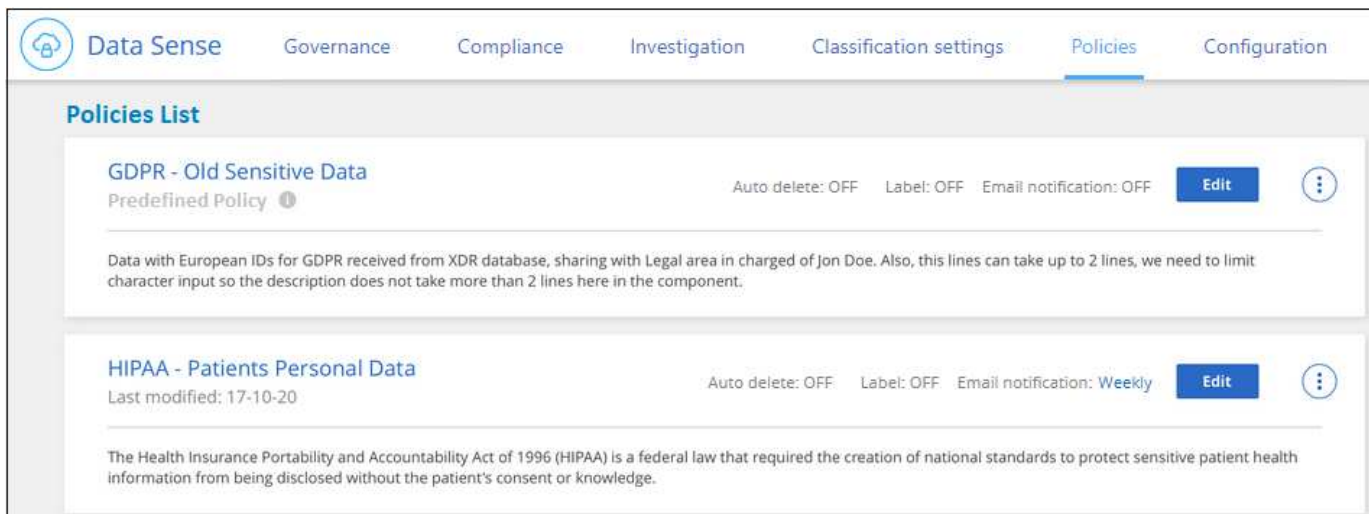 Data Sense Governance Compliance Investigation Classification settings Policies Configuration
Policies List
GDPR - Old Sensitive Data
Predefined Policy
Auto delete: OFF Label: OFF Email notification: OFF Edit
Data with European IDs for GDPR received from XDR database, sharing with Legal area in charged of Jon Doe. Also, this lines can take up to 2 lines, we need to limit
character input so the description does not take more than 2 lines here in the component.
HIPAA - Patients Personal Data
Last modified: 17-10-20
Auto delete: OFF Label: OFF Email notification: Weekly Edit
The Health Insurance Portability and Accountability Act of 1996 (HIPAA) is a federal law that required the creation of national standards to protect sensitive patient health
information from being disclosed without the patient's consent or knowledge.